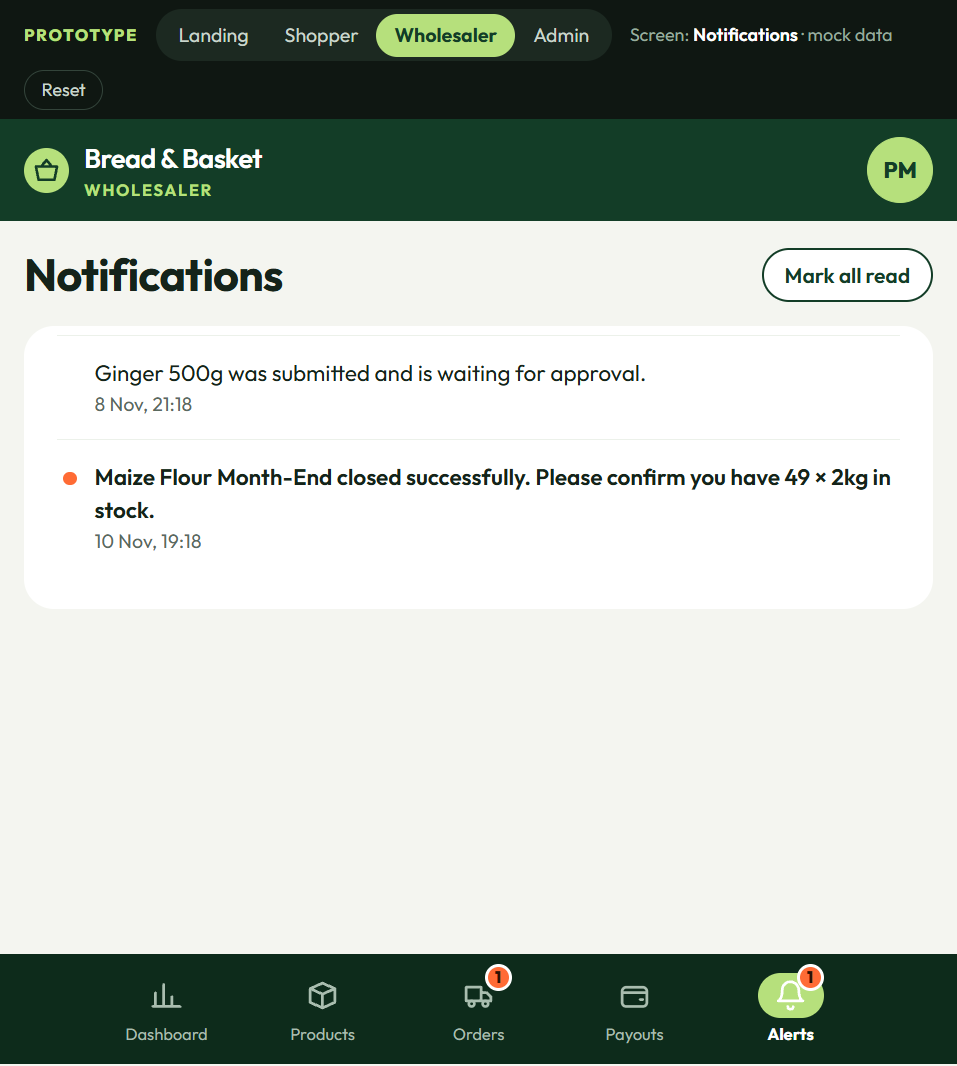 PROTOTYPE
Landing
Shopper
Wholesaler
Admin
Screen: Notifications · mock data
Reset
Bread & Basket
WHOLESALER
PM
Notifications
Mark all read
Ginger 500g was submitted and is waiting for approval.
8 Nov, 21:18
Maize Flour Month-End closed successfully. Please confirm you have 49 × 2kg in
stock.
10 Nov, 19:18
1
1
Dashboard
Products
Orders
Payouts
Alerts